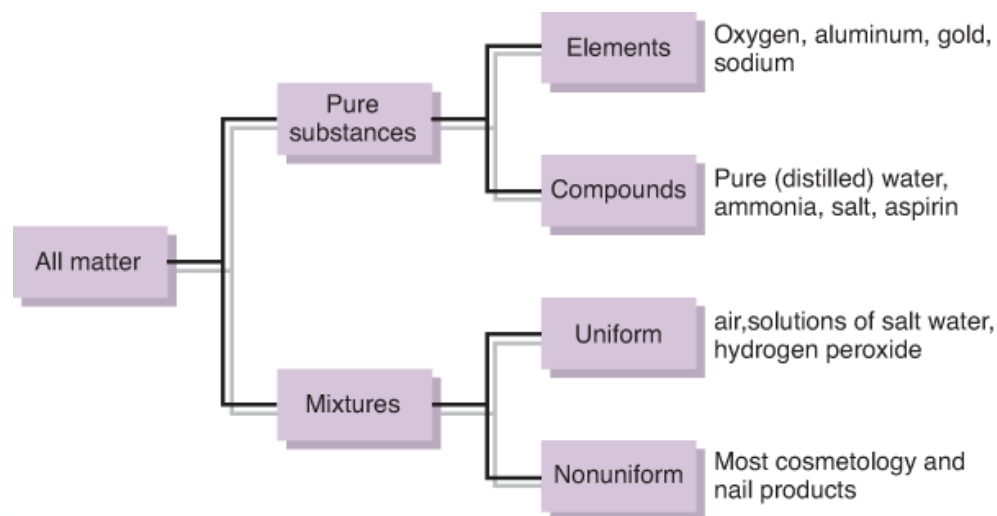 Elements
Oxygen, aluminum, gold,
sodium
Pure
substances
Compounds
Pure (distilled) water,
ammonia, salt, aspirin
All matter
Uniform
air,solutions of salt water,
hydrogen peroxide
Mixtures
Nonuniform
Most cosmetology and
nail products